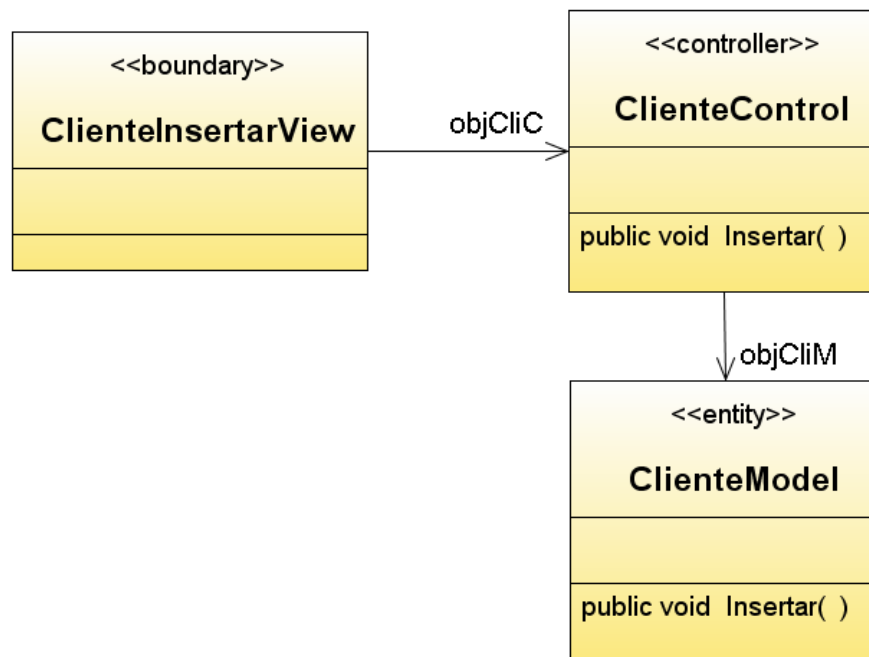 <<boundary>>
ClienteInsertarView
objCliC
<<controller>>
ClienteControl
public void Insertar( )
objCliM
<<entity>>
ClienteModel
public void Insertar( )